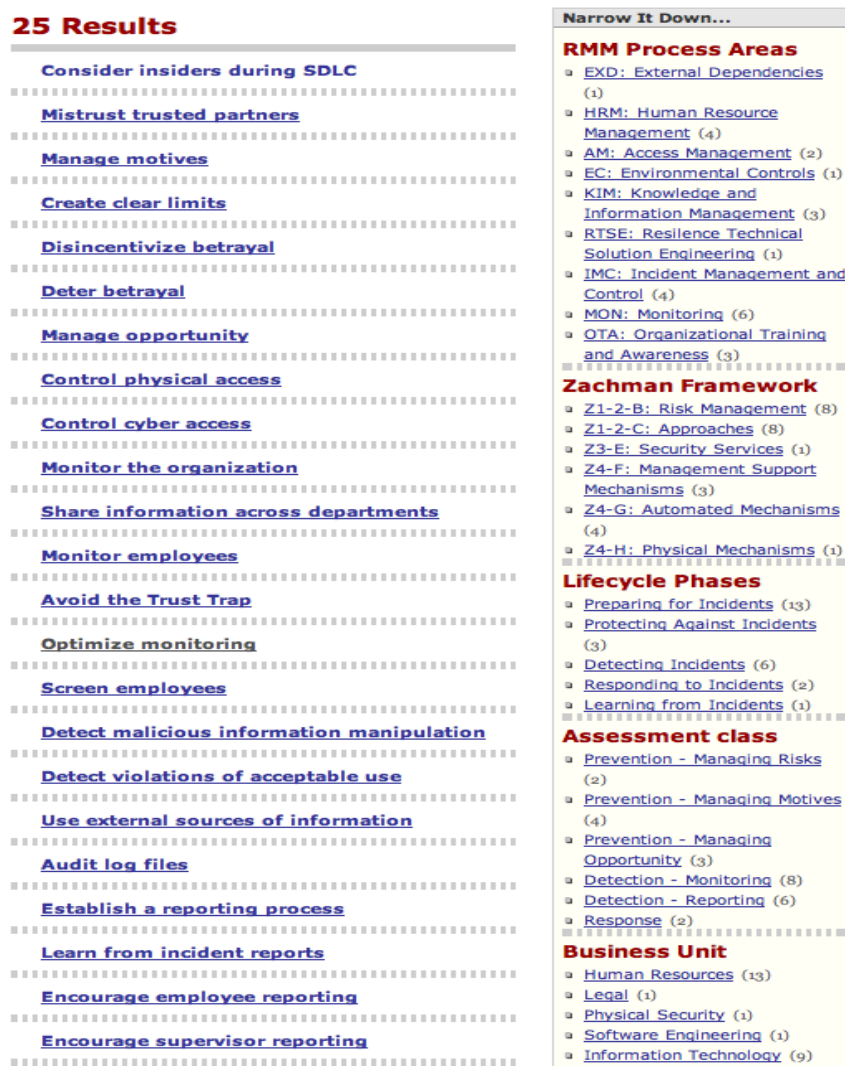 25 Results
Consider insiders during SDLC
Mistrust trusted partners
Manage motives
Create clear limits
Disincentivize betrayal
Deter betrayal
Manage opportunity
Control physical access
Control cyber access
Monitor the organization
Share information across departments
Monitor employees
Avoid the Trust Trap
Optimize monitoring
Screen employees
Detect malicious information manipulation
Detect violations of acceptable use
Use external sources of information
Audit log files
Establish a reporting process
Learn from incident reports
Encourage employee reporting
Encourage supervisor reporting
Narrow It Down...
RMM Process Areas
EXD: External Dependencies
(1)
HRM: Human Resource
Management (4)
AM: Access Management (2)
EC: Environmental Controls (1)
KIM: Knowledge and
Information Management (3)
RTSE: Resilence Technical
Solution Engineering (1)
IMC: Incident Management and
Control (4)
MON: Monitoring (6)
OTA: Organizational Training
and Awareness (3)
Zachman Framework
Z1-2-B: Risk Management (8)
Z1-2-C: Approaches (8)
Z3-E: Security Services (1)
Z4-F: Management Support
Mechanisms (3)
Z4-G: Automated Mechanisms
(4)
Z4-H: Physical Mechanisms (1)
Lifecycle Phases
Preparing for Incidents (13)
Protecting Against Incidents
(3)
Detecting Incidents (6)
Responding to Incidents (2)
Learning from Incidents (1)
Assessment class
Prevention - Managing Risks
(2)
Prevention - Managing Motives
(4)
Prevention - Managing
Opportunity (3)
Detection - Monitoring (8)
Detection - Reporting (6)
Response (2)
Business Unit
Human Resources (13)
Legal (1)
Physical Security (1)
Software Engineering (1)
Information Technology (9)